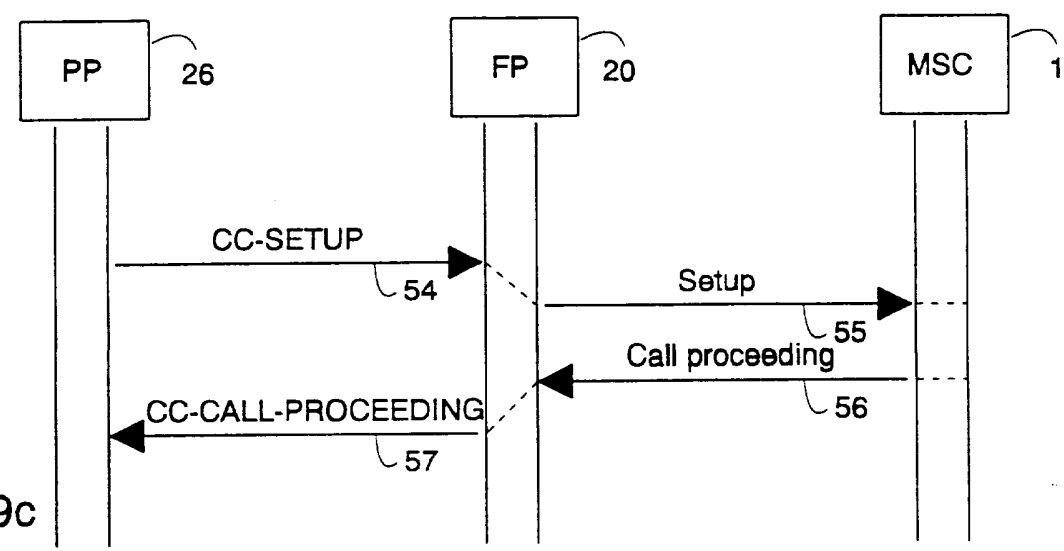 PP
26
FP
20
MSC
1
CC-SETUP
54
Setup
55
Call proceeding
56
CC-CALL-PROCEEDING
57
9c